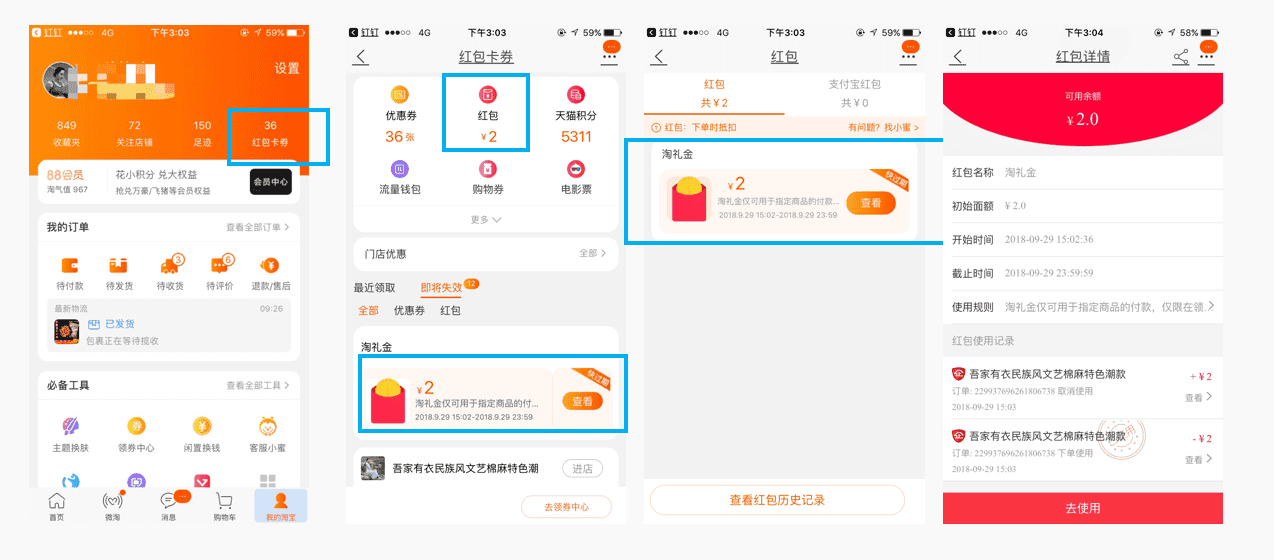 钉钉 4G 下午3:03 59%
设置
849 72 150 36
收藏夹 关注店铺 足迹 红包卡券
88会员 花小积分 兑大权益
淘气值 967 抢兑万豪/飞猪等会员权益
会员中心
我的订单 查看全部订单 >
3 6
待付款 待发货 待收货 待评价 退款/售后
最新物流 09:26
已发货
包裹正在等待揽收
必备工具 查看全部工具 >
券 ¥
主题换肤 领券中心 闲置换钱 客服小蜜
首页 微淘 消息 购物车 我的淘宝
钉钉 4G 下午3:03 59%
红包卡券
优惠券 红包 天猫积分
36 张 ¥2 5311
流量钱包 购物券 电影票
更多
门店优惠 全部 >
最近领取 即将失效 12
全部 优惠券 红包
淘礼金
¥2
快过期
淘礼金仅可用于指定商品的付...
2018.9.29 15:02-2018.9.29 23:59
查看
吾家有衣民族风文艺棉麻特色潮 进店
去领券中心
钉钉 4G 下午3:03 59%
红包
红包 支付宝红包
共¥2 共¥0
红包：下单时抵扣 有问题？找小蜜 >
淘礼金
¥2
快过期
淘礼金仅可用于指定商品的付款...
2018.9.29 15:02-2018.9.29 23:59
查看
查看红包历史记录
钉钉 4G 下午3:04 58%
红包详情
可用余额
¥2.0
红包名称 淘礼金
初始面额 ¥2.0
开始时间 2018-09-29 15:02:36
截止时间 2018-09-29 23:59:59
使用规则 淘礼金仅可用于指定商品的付款，仅限在领.. >
红包使用记录
吾家有衣民族风文艺棉麻特色潮款 +¥2
订单: 229937696261806738 取消使用 查看 >
2018-09-29 15:03
吾家有衣民族风文艺棉麻特色潮款 -¥2
订单: 229937696261806738 下单使用 查看 >
2018-09-29 15:03
去使用